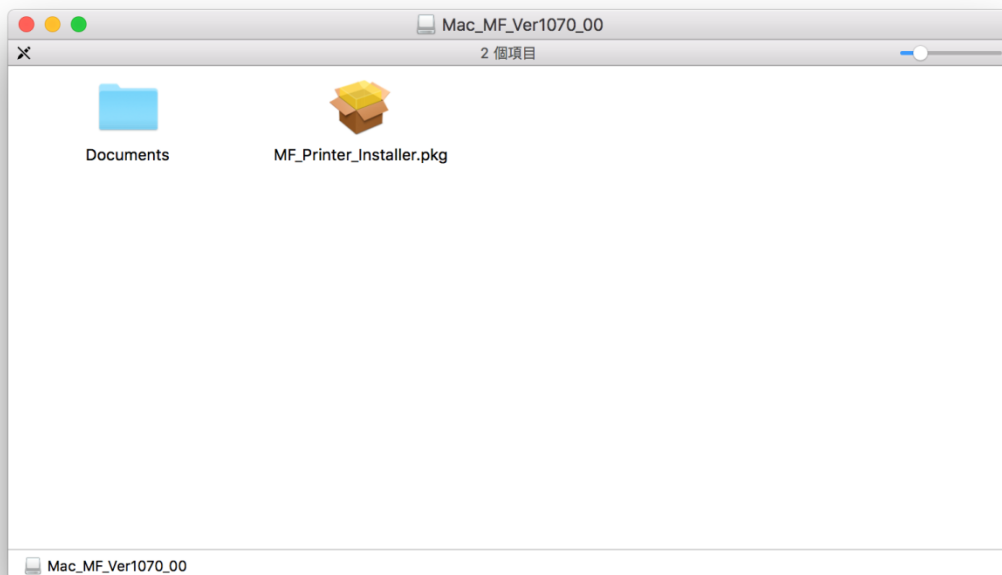 Mac_MF_Ver1070_00
2 個項目
Documents
MF_Printer_Installer.pkg
Mac_MF_Ver1070_00